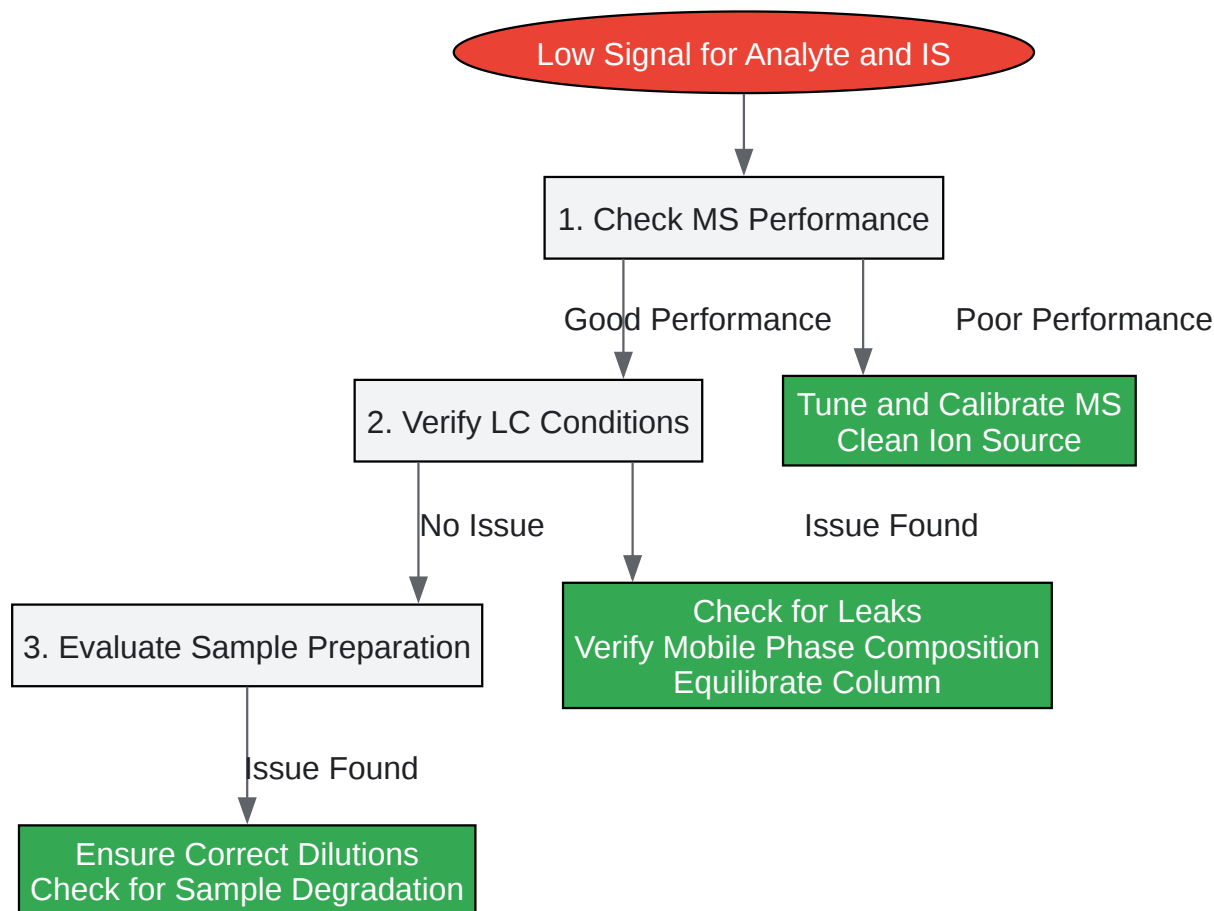 Low Signal for Analyte and IS
1. Check MS Performance
Good Performance
Poor Performance
2. Verify LC Conditions
Tune and Calibrate MS
Clean Ion Source
No Issue
Issue Found
3. Evaluate Sample Preparation
Check for Leaks
Verify Mobile Phase Composition
Equilibrate Column
Issue Found
Ensure Correct Dilutions
Check for Sample Degradation